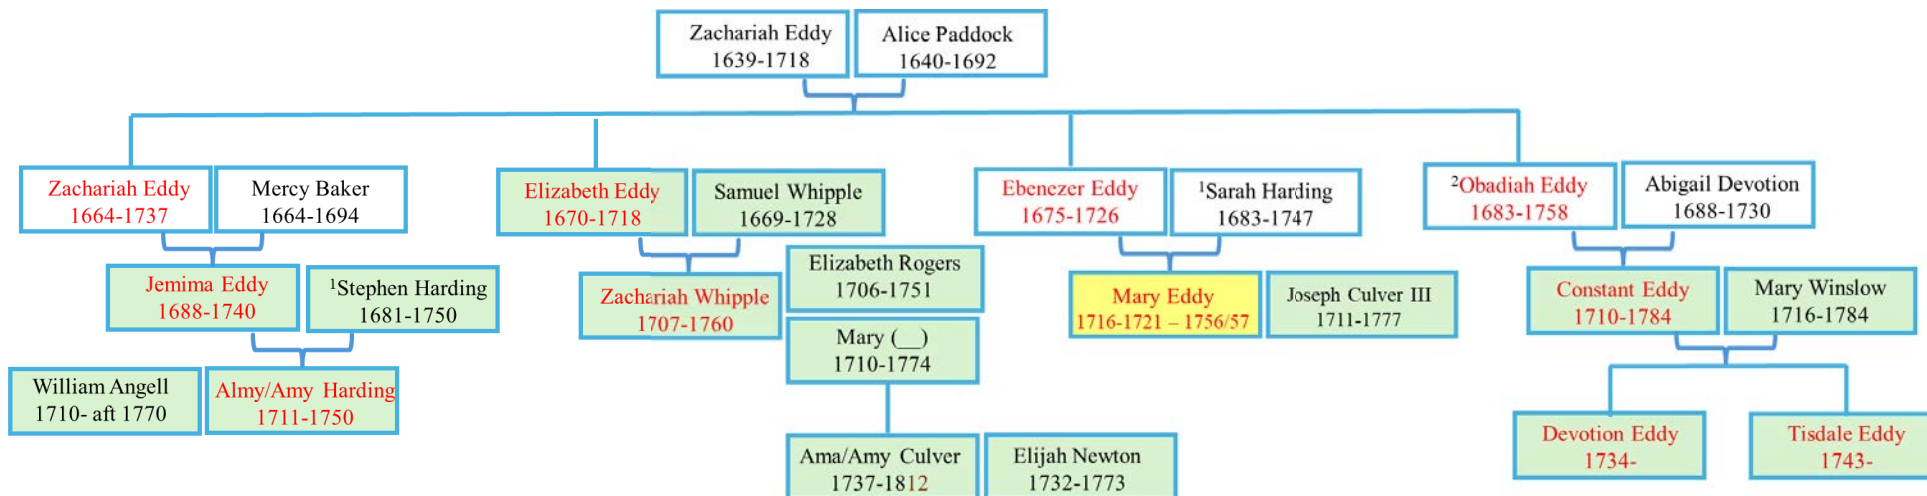 Zachariah Eddy
1639-1718
Alice Paddock
1640-1692
Zachariah Eddy
1664-1737
Mercy Baker
1664-1694
Elizabeth Eddy
1670-1718
Samuel Whipple
1669-1728
Ebenezer Eddy
1675-1726
¹Sarah Harding
1683-1747
²Obadiah Eddy
1683-1758
Abigail Devotion
1688-1730
Jemima Eddy
1688-1740
¹Stephen Harding
1681-1750
Zachariah Whipple
1707-1760
Elizabeth Rogers
1706-1751
Mary (__)
1710-1774
Mary Eddy
1716-1721 – 1756/57
Joseph Culver III
1711-1777
Constant Eddy
1710-1784
Mary Winslow
1716-1784
William Angell
1710- aft 1770
Almy/Amy Harding
1711-1750
Ama/Amy Culver
1737-1812
Elijah Newton
1732-1773
Devotion Eddy
1734-
Tisdale Eddy
1743-